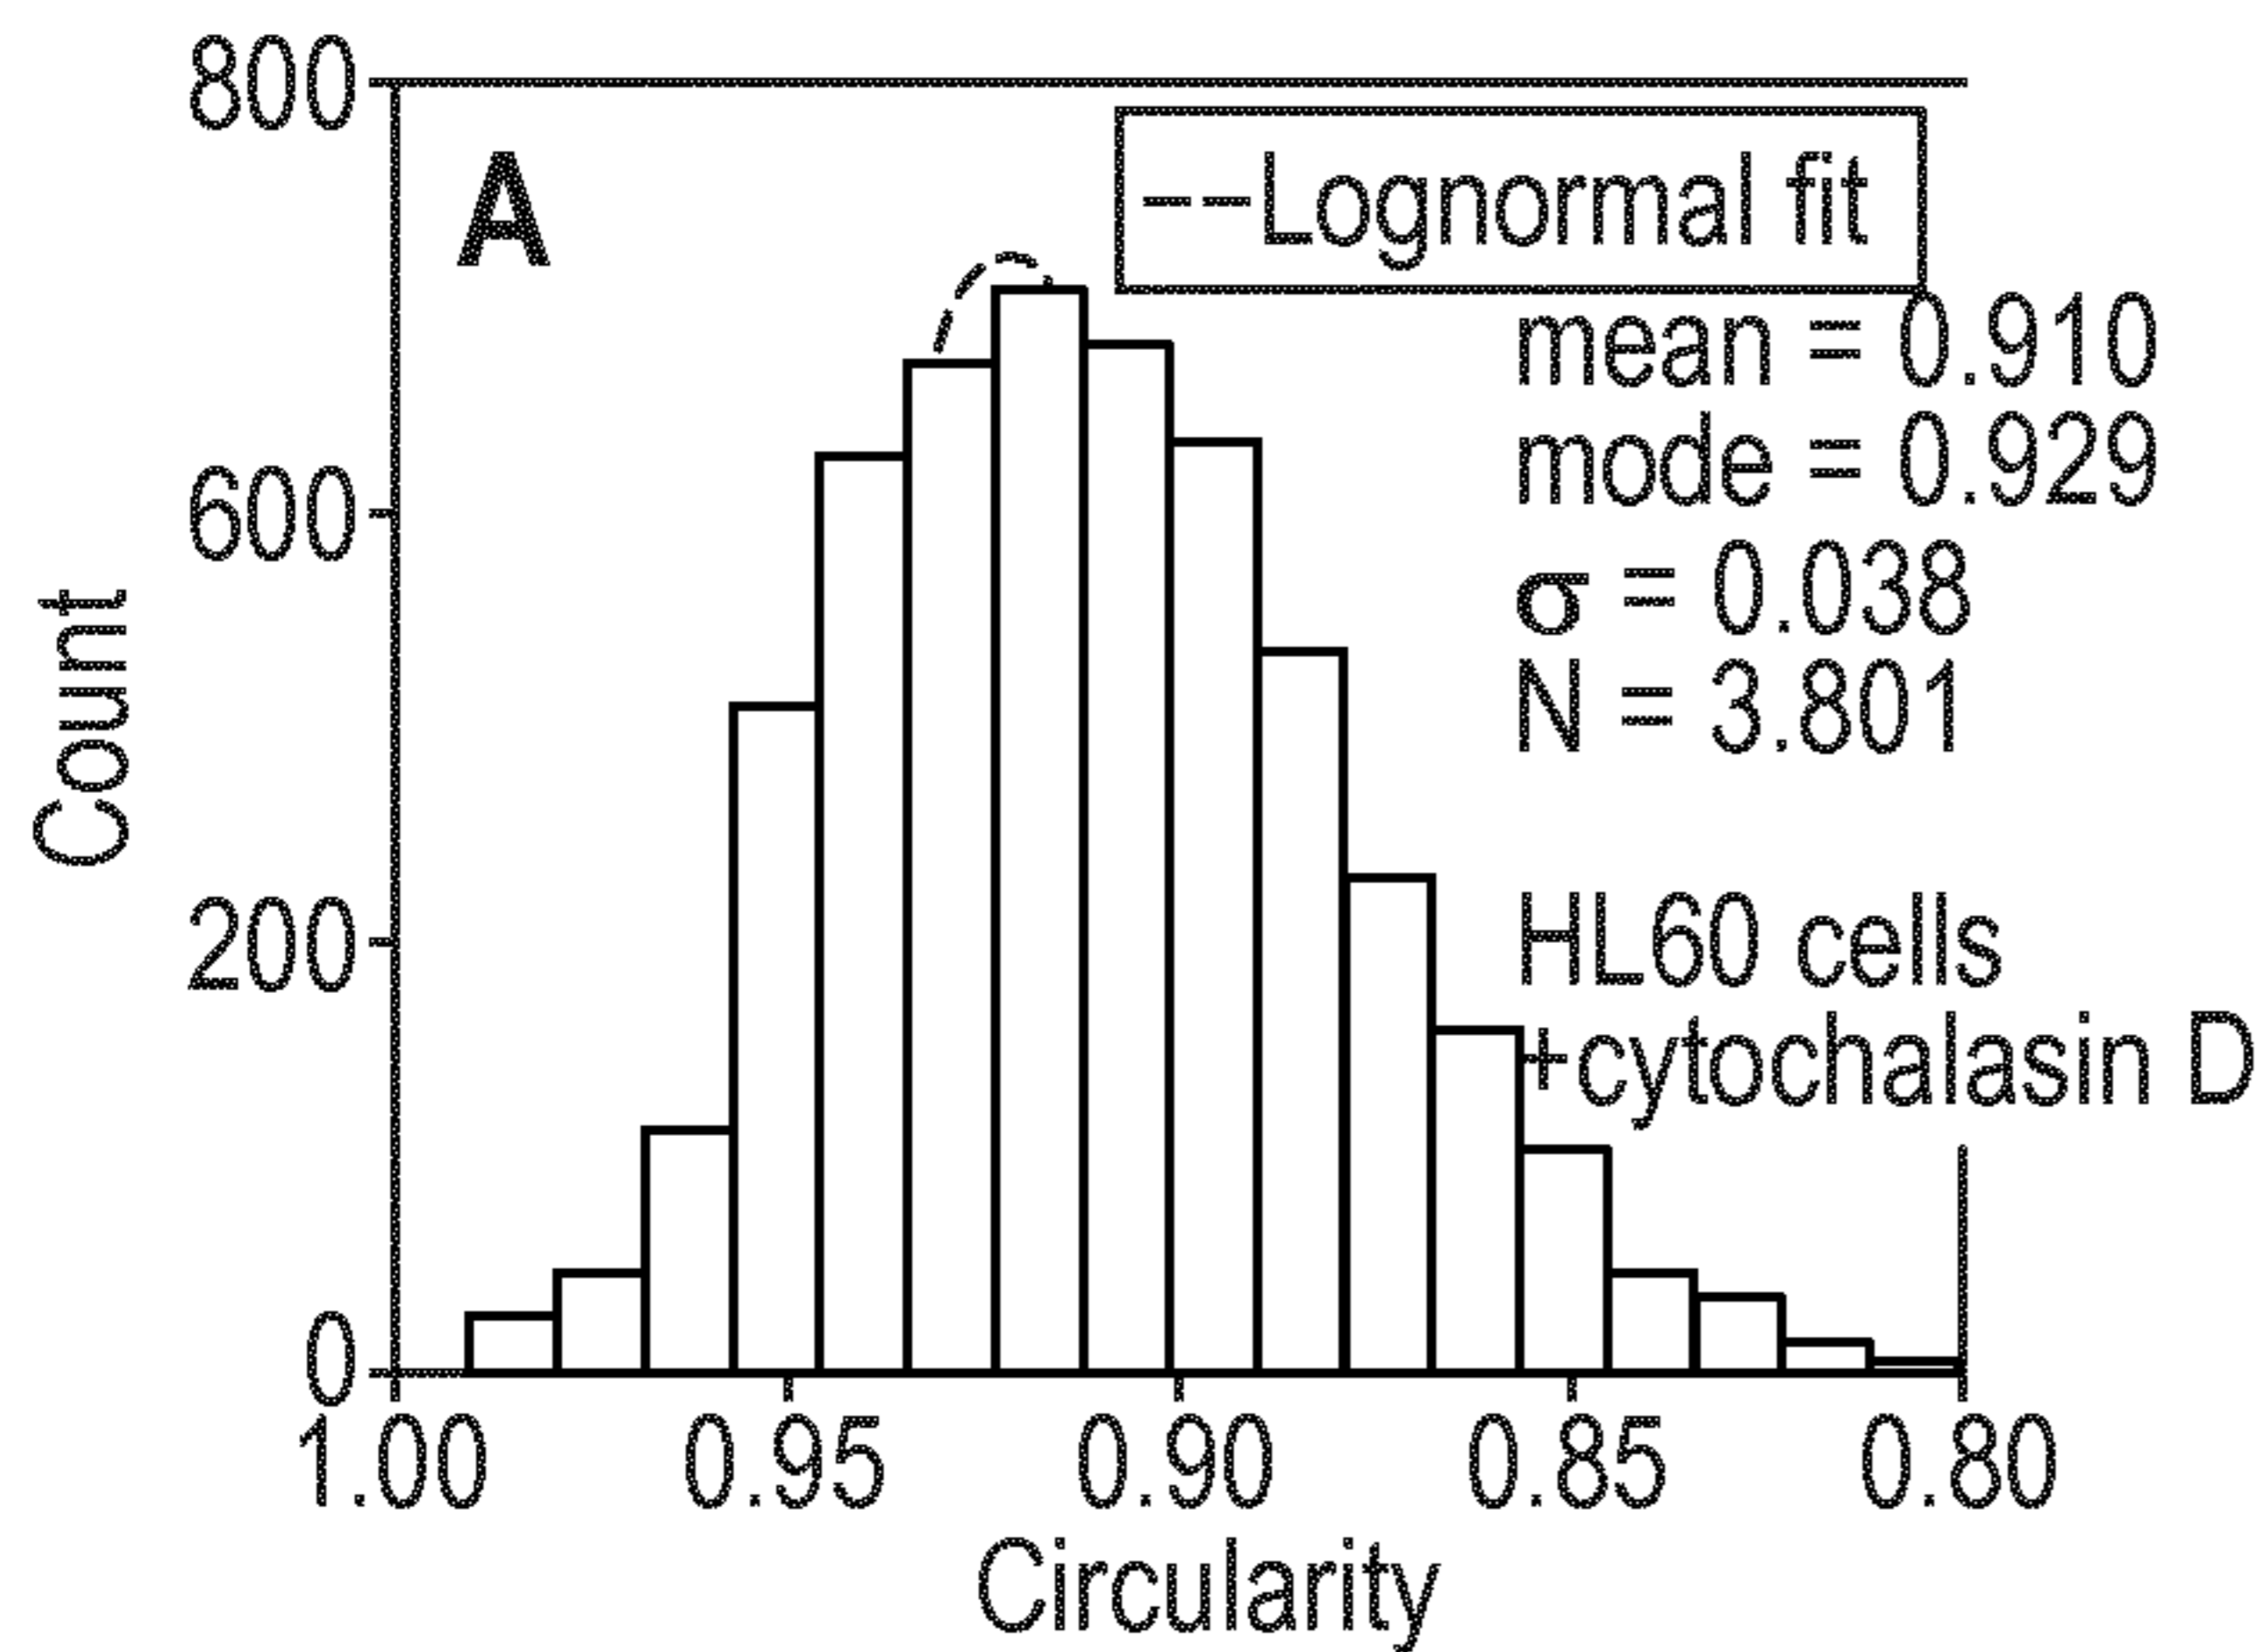 800
A
--Lognormal fit
mean = 0.910
mode = 0.929
600
σ = 0.038
N = 3.801
Count
200
HL60 cells
+cytochalasin D
0
1.00 0.95 0.90 0.85 0.80
Circularity